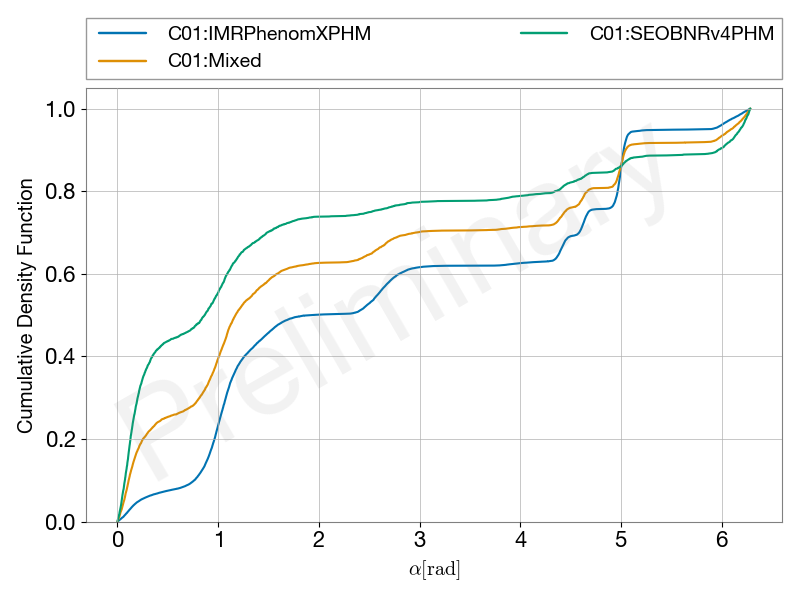 C01:IMRPhenomXPHM
C01:SEOBNRv4PHM
C01:Mixed
1.0
0.8
0.6
0.4
0.2
0.0
Cumulative Density Function
Preliminary
0 1 2 3 4 5 6
α[rad]